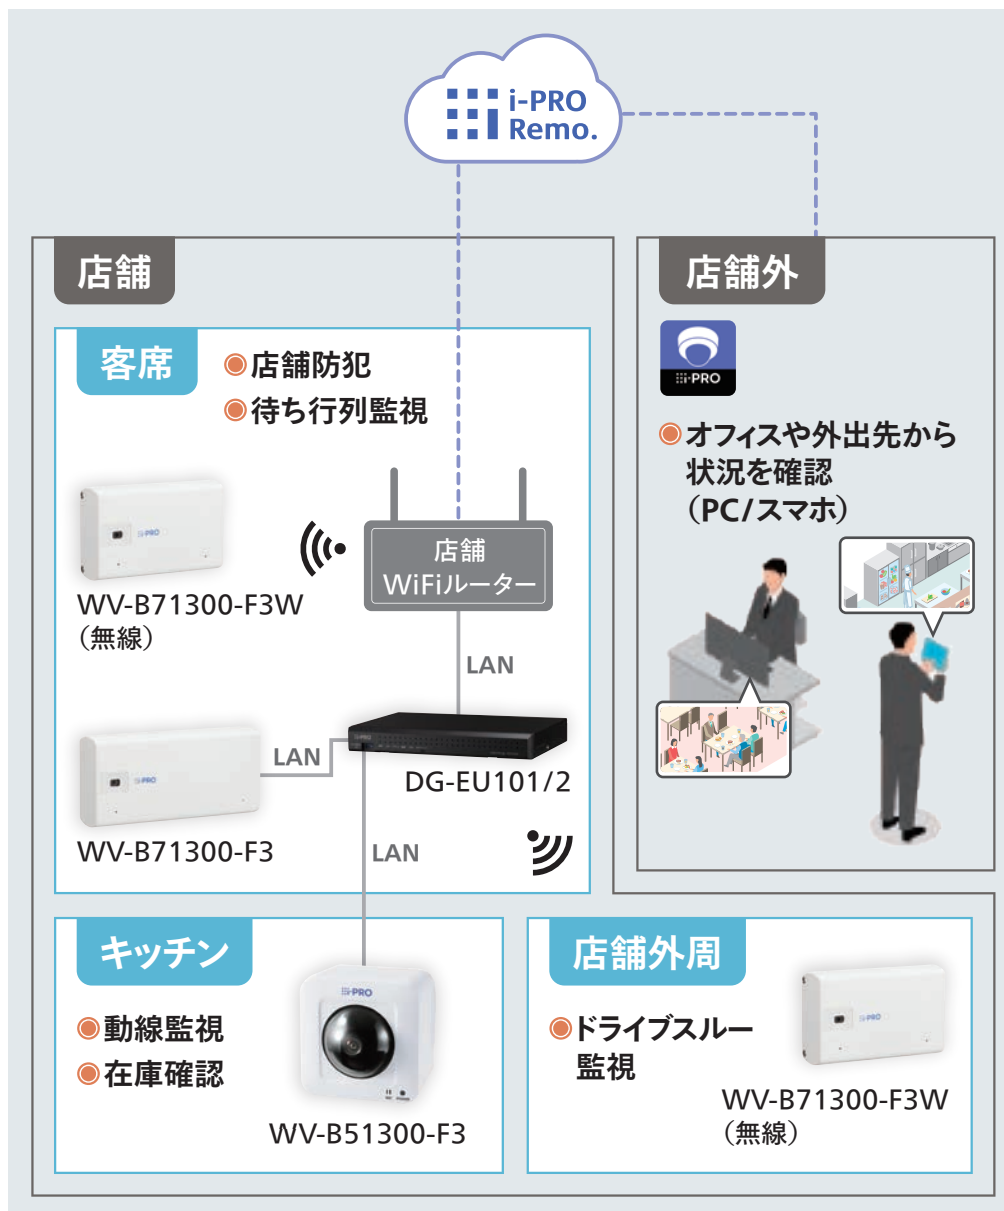 i-PRO
Remo.
店舗
客席
◉店舗防犯
◉待ち行列監視
i-PRO
WV-B71300-F3W
（無線）
店舗
WiFiルーター
LAN
i-PRO
LAN
i-PRO
DG-EU101/2
WV-B71300-F3
LAN
キッチン
◉動線監視
◉在庫確認
i-PRO
WV-B51300-F3
店舗外周
◉ドライブスルー
監視
i-PRO
WV-B71300-F3W
（無線）
店舗外
i-PRO
◉オフィスや外出先から
状況を確認
（PC/スマホ）